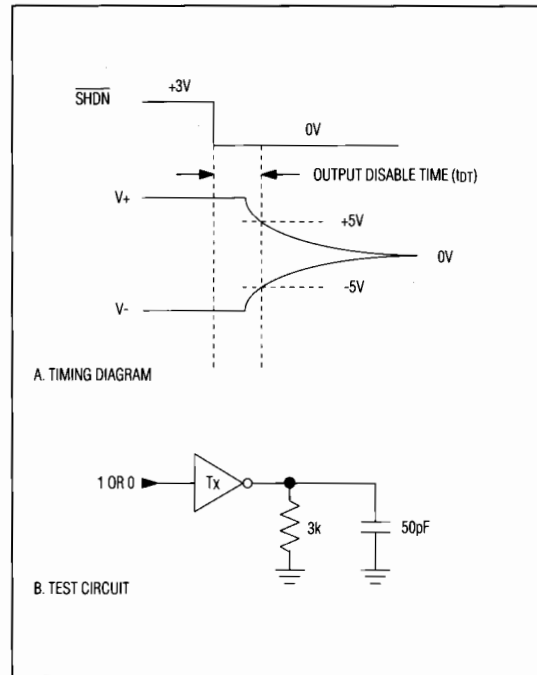 +3V
SHDN
0V
OUTPUT DISABLE TIME (tDT)
V+
+5V
0V
-5V
V-
A. TIMING DIAGRAM
1 OR 0
Tx
3k
50pF
B. TEST CIRCUIT